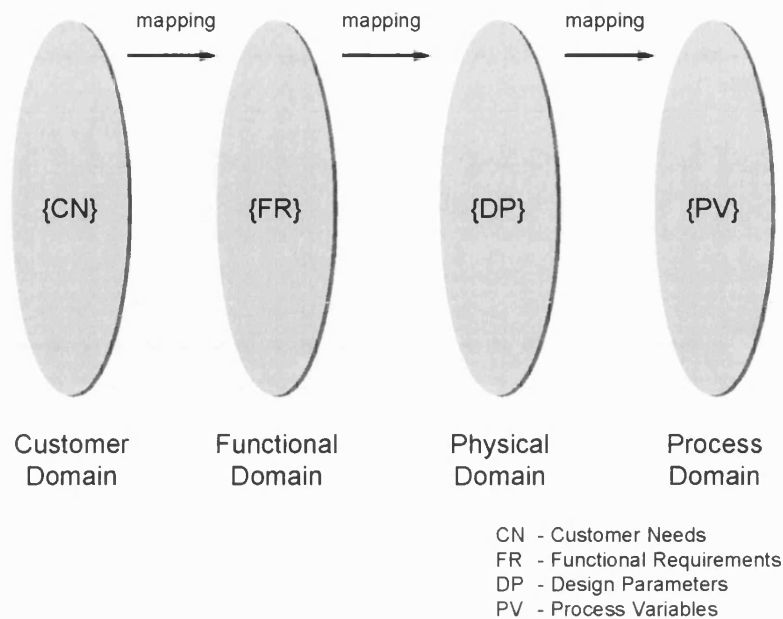 mapping mapping mapping
{CN} {FR} {DP} {PV}
Customer Functional Physical Process
Domain Domain Domain Domain
CN - Customer Needs
FR - Functional Requirements
DP - Design Parameters
PV - Process Variables